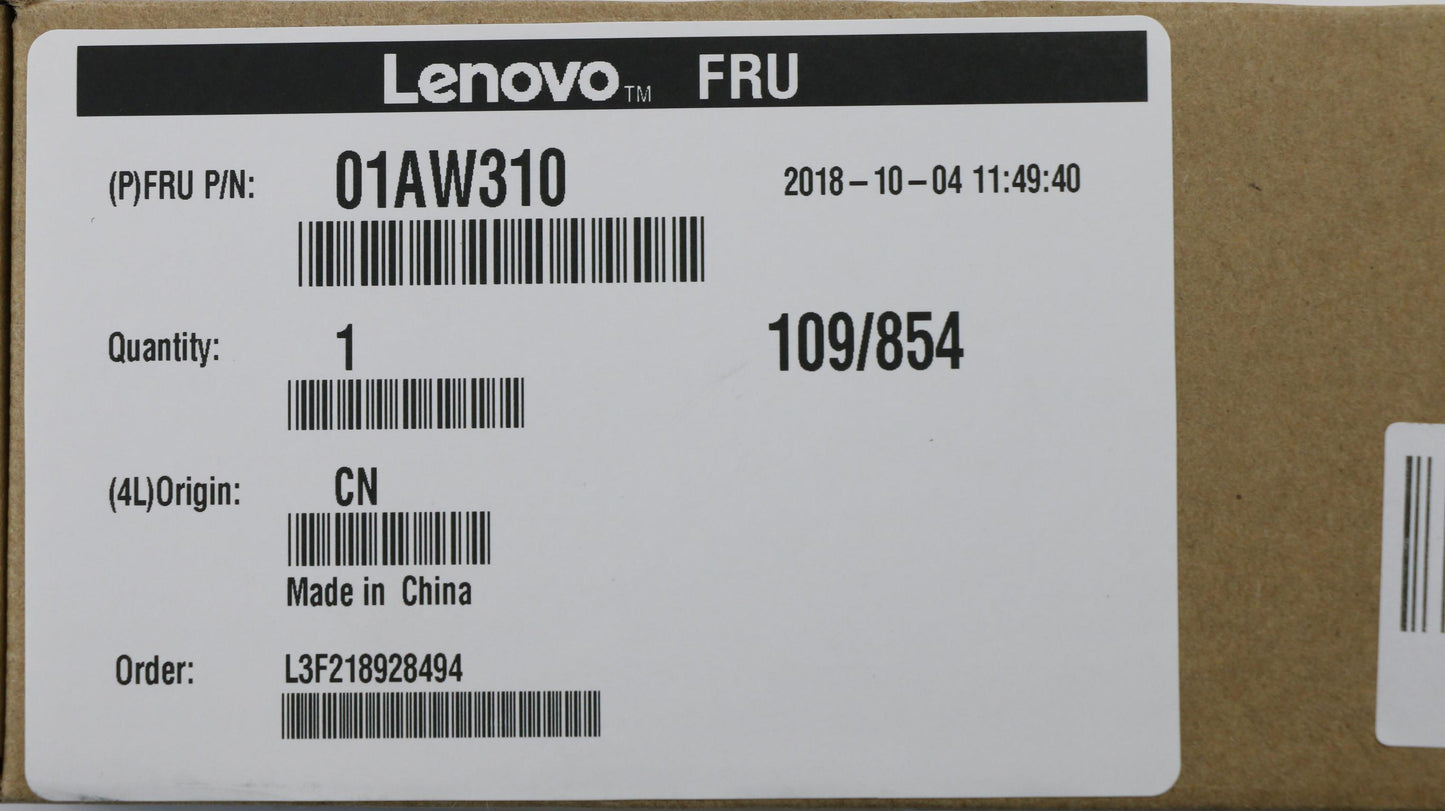 Lenovo™ FRU
(P)FRU P/N: 01AW310 2018-10-04 11:49:40
Quantity: 1 109/854
(4L)Origin: CN
Made in China
Order: L3F218928494